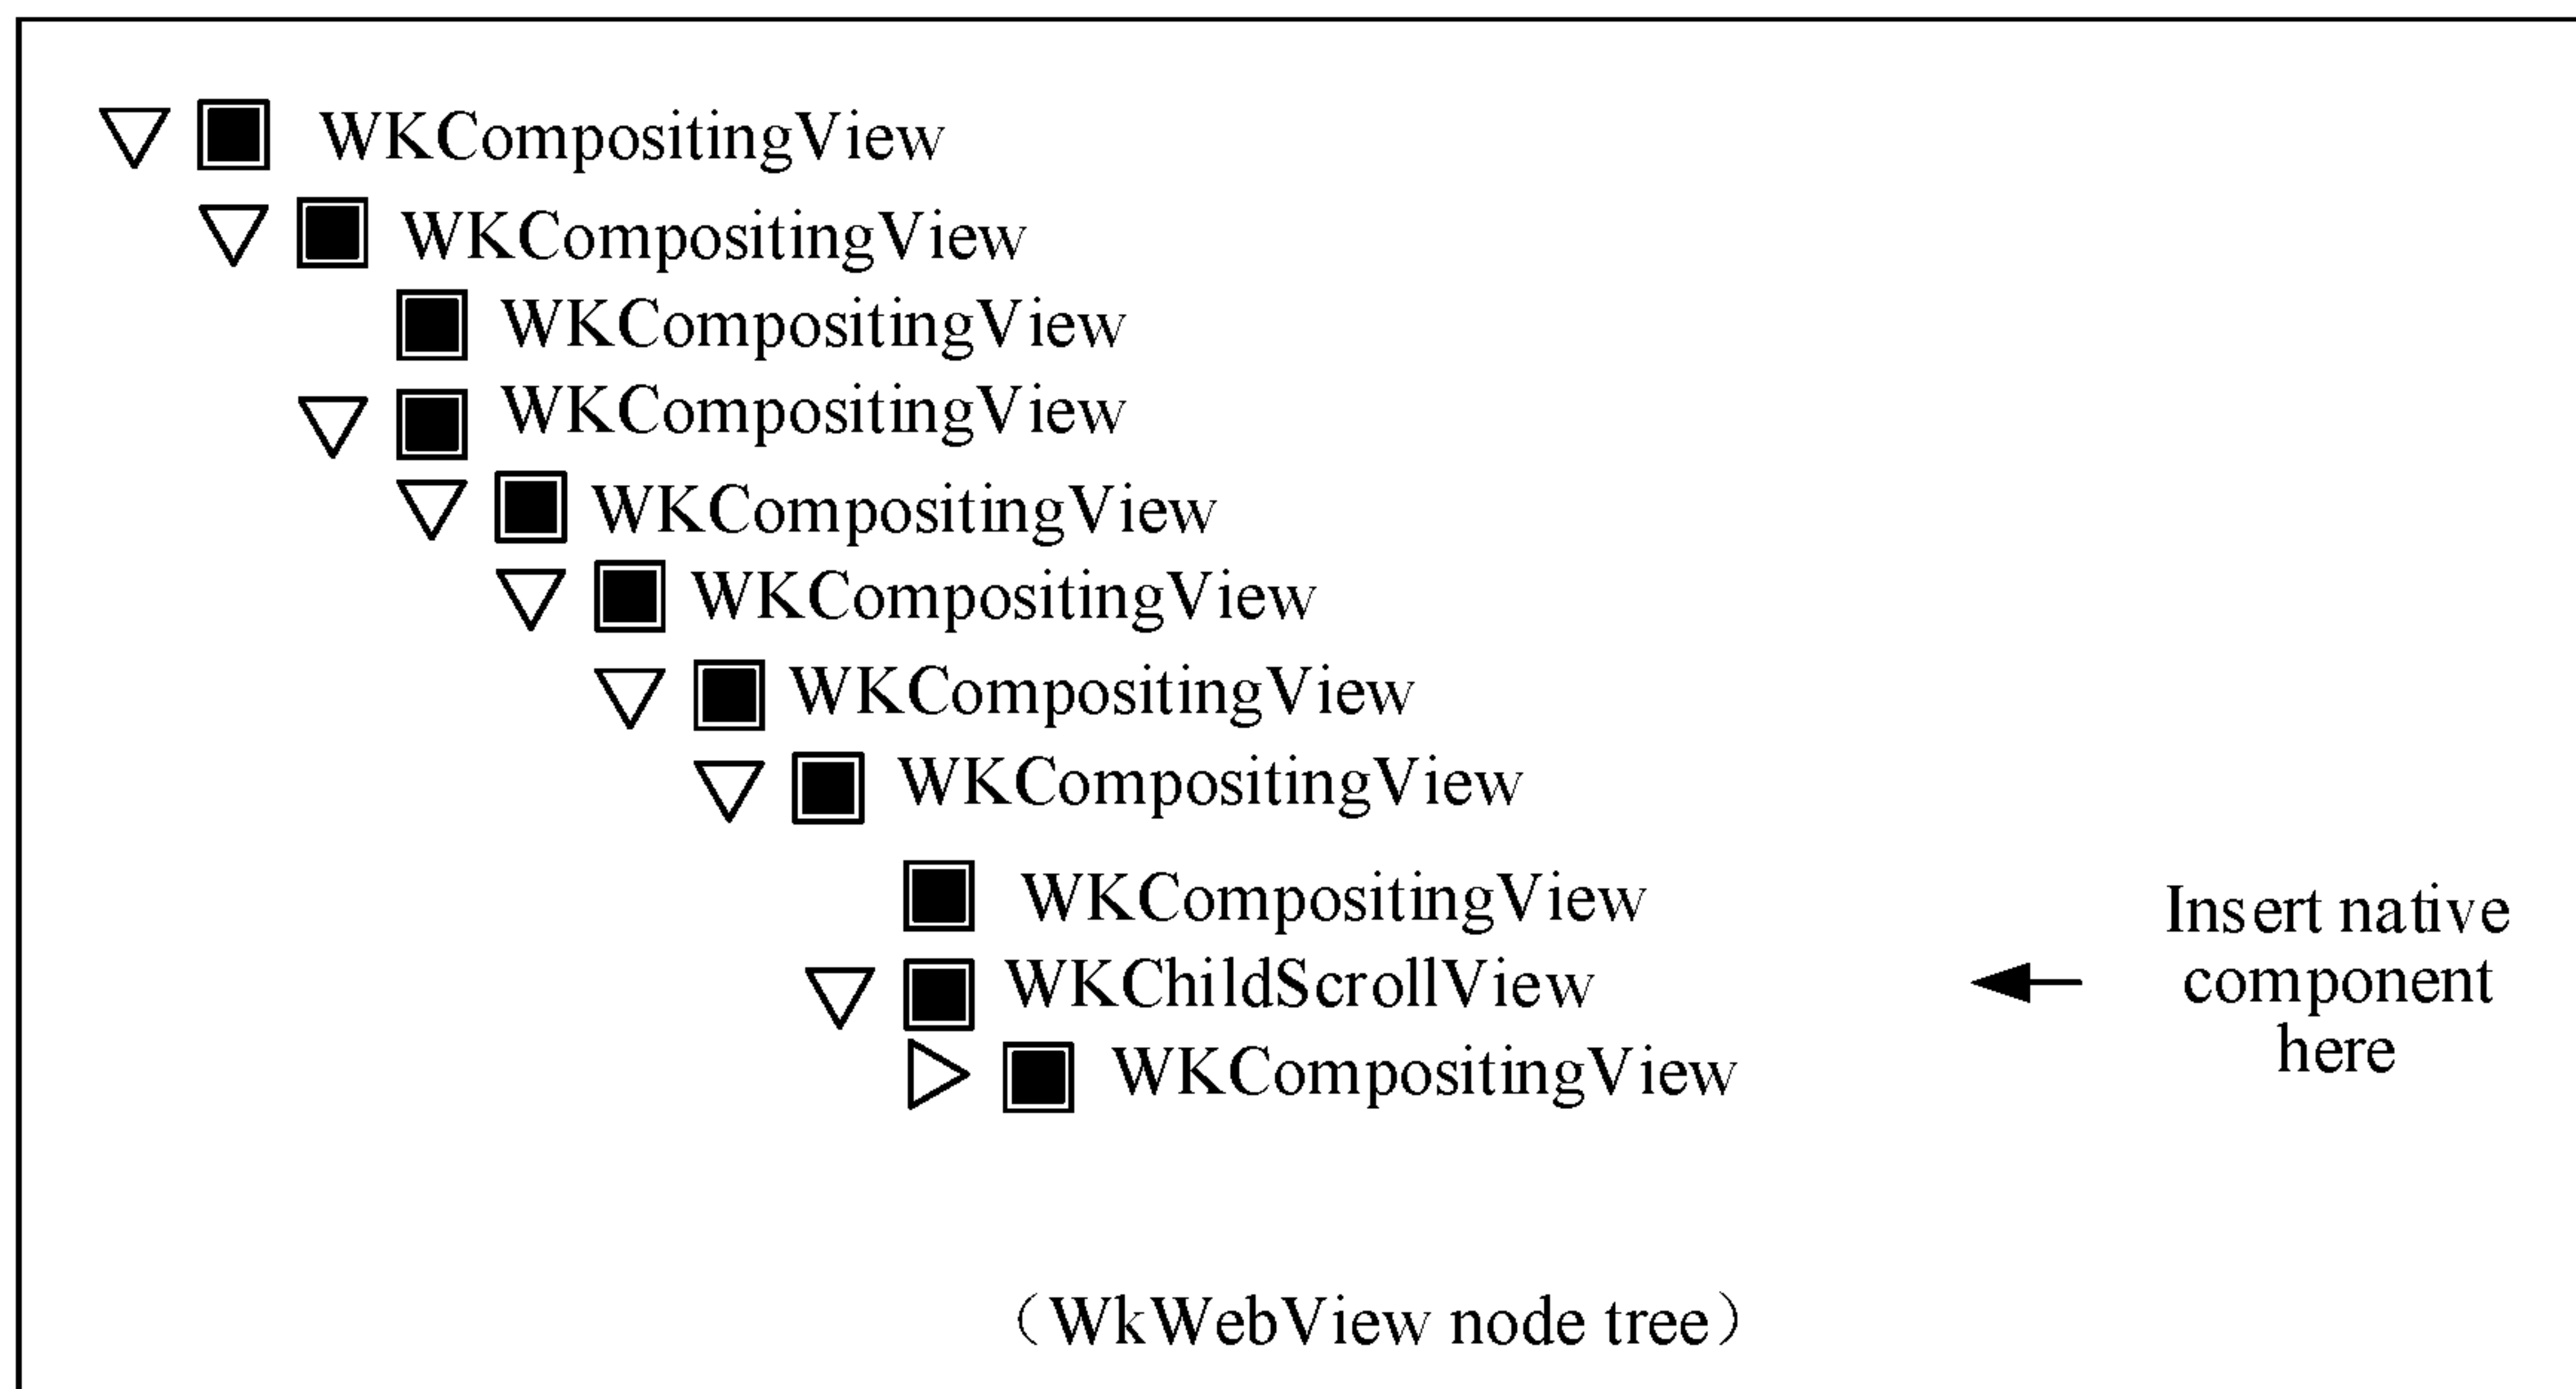 WKCompositingView
WKCompositingView
WKCompositingView
WKCompositingView
WKCompositingView
WKCompositingView
WKCompositingView
WKCompositingView
WKCompositingView
WKChildScrollView
WKCompositingView
Insert native
component
here
（WkWebView node tree）